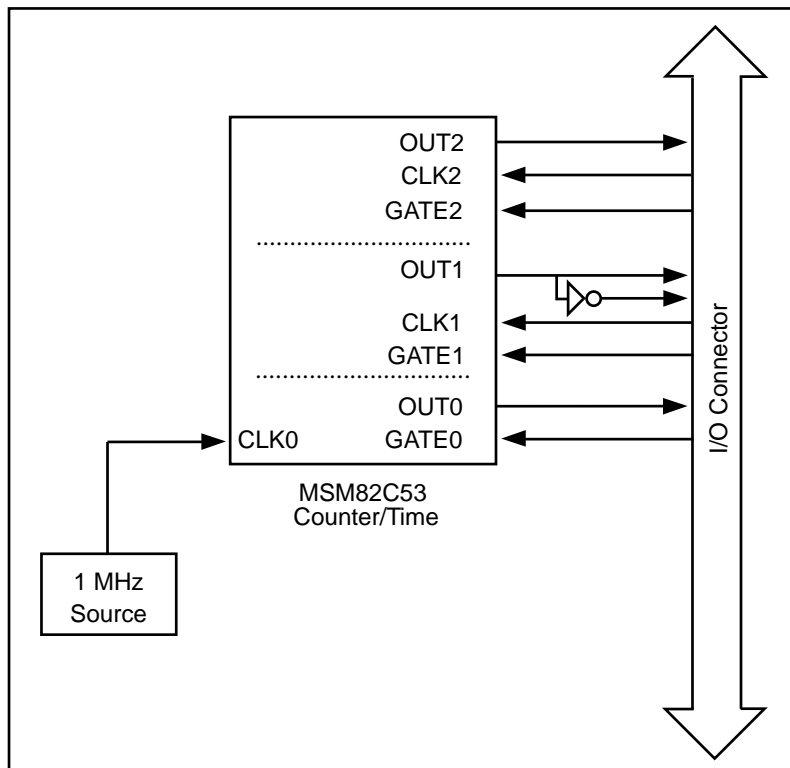 OUT2
CLK2
GATE2
OUT1
CLK1
GATE1
OUT0
CLK0 GATE0
MSM82C53
Counter/Time
1 MHz
Source
I/O Connector